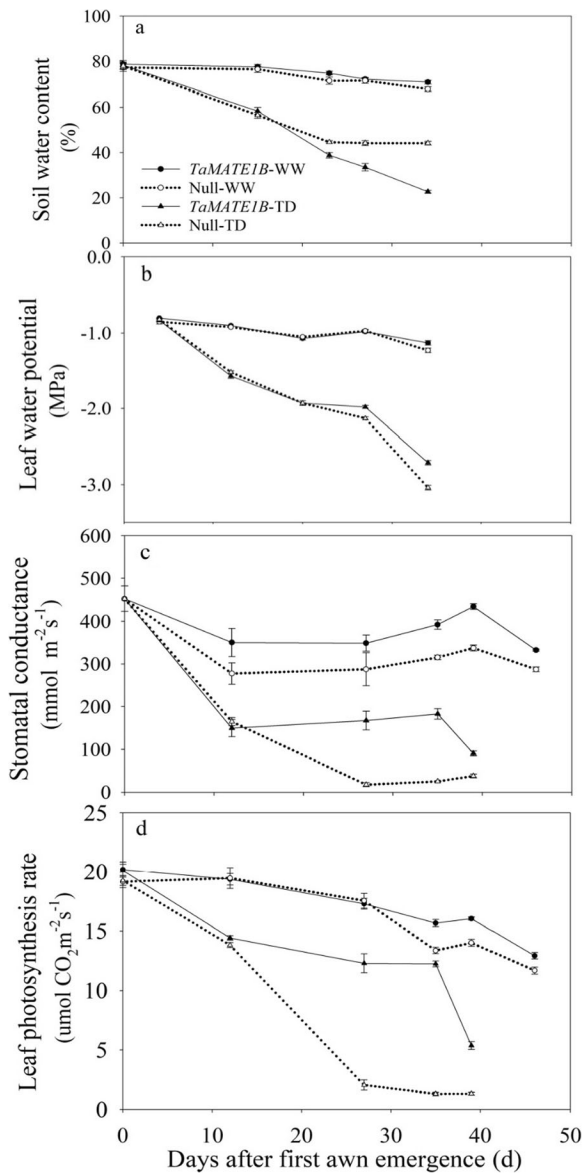 a
100
80
60
40
20
0
Soil water content
(%)
TaMATE1B-WW
Null-WW
TaMATE1B-TD
Null-TD
b
0.0
-1.0
-2.0
-3.0
Leaf water potential
(MPa)
c
600
500
400
300
200
100
0
Stomatal conductance
(mmol m⁻²s⁻¹)
d
25
20
15
10
5
0
Leaf photosynthesis rate
(umol CO₂m⁻²s⁻¹)
0 10 20 30 40 50
Days after first awn emergence (d)